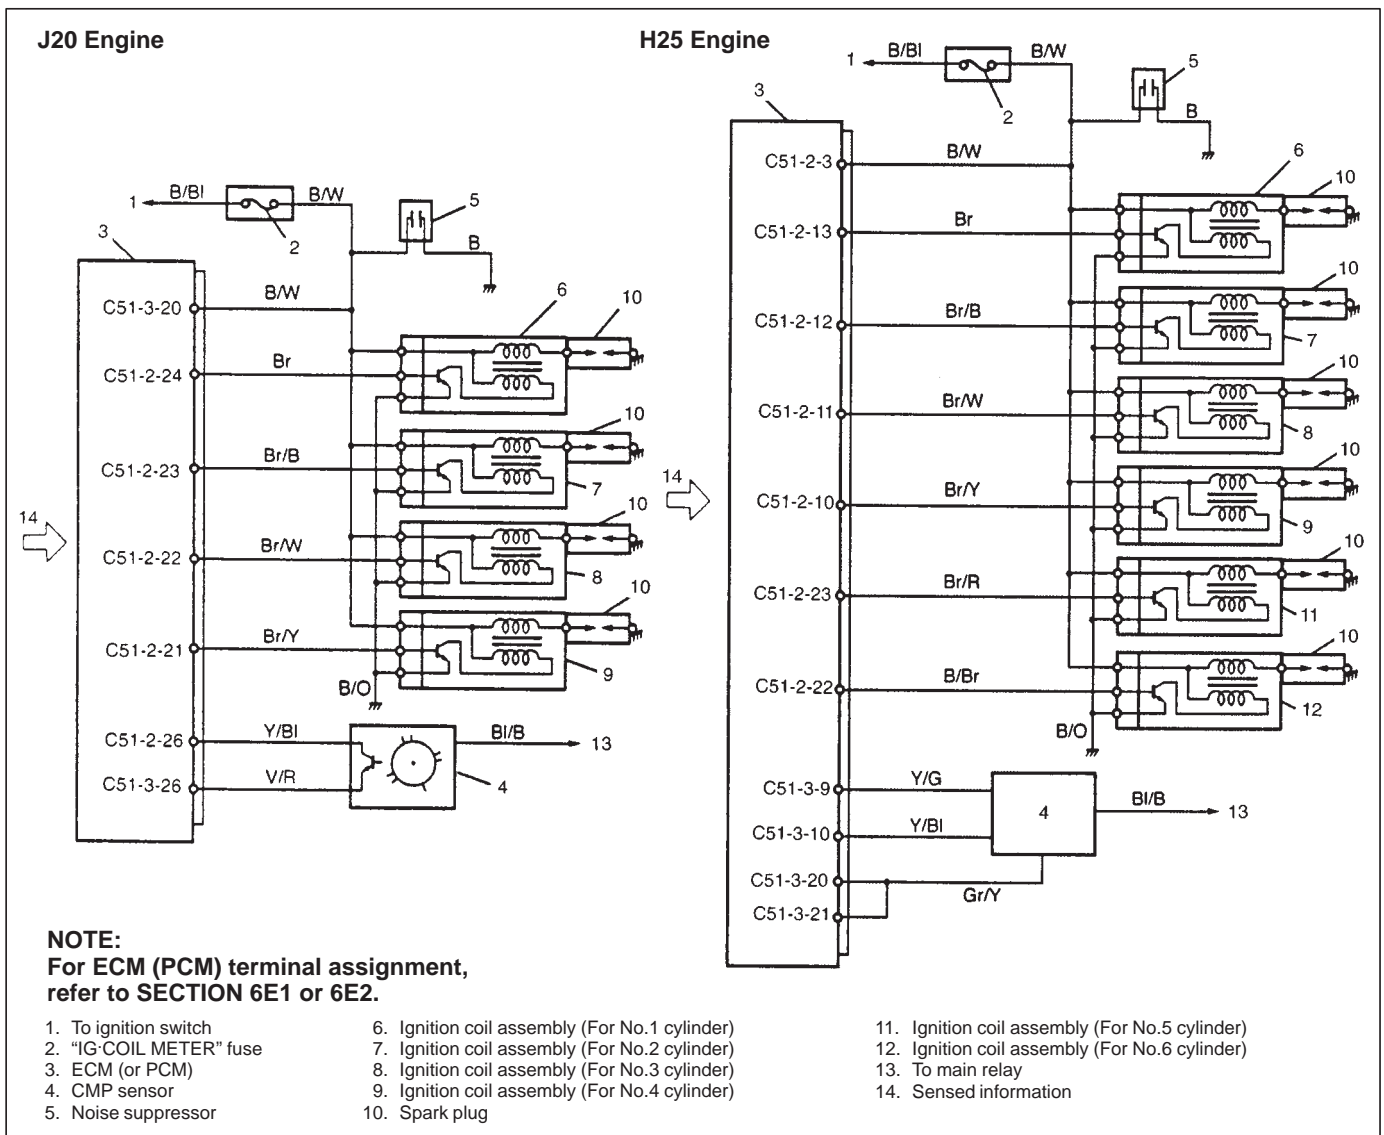 J20 Engine
1
B/Bl
B/W
2
5
B
3
C51-3-20
B/W
6
10
C51-2-24
Br
10
C51-2-23
Br/B
7
10
14
C51-2-22
Br/W
8
10
C51-2-21
Br/Y
9
B/O
C51-2-26
Y/Bl
Bl/B
13
C51-3-26
V/R
4
H25 Engine
1
B/Bl
B/W
2
5
B
3
C51-2-3
B/W
6
10
C51-2-13
Br
10
C51-2-12
Br/B
7
10
C51-2-11
Br/W
8
10
14
C51-2-10
Br/Y
9
10
C51-2-23
Br/R
11
10
C51-2-22
B/Br
12
B/O
C51-3-9
Y/G
4
Bl/B
13
C51-3-10
Y/Bl
C51-3-20
Gr/Y
C51-3-21
NOTE:
For ECM (PCM) terminal assignment,
refer to SECTION 6E1 or 6E2.
1. To ignition switch
2. “IG·COIL METER” fuse
3. ECM (or PCM)
4. CMP sensor
5. Noise suppressor
6. Ignition coil assembly (For No.1 cylinder)
7. Ignition coil assembly (For No.2 cylinder)
8. Ignition coil assembly (For No.3 cylinder)
9. Ignition coil assembly (For No.4 cylinder)
10. Spark plug
11. Ignition coil assembly (For No.5 cylinder)
12. Ignition coil assembly (For No.6 cylinder)
13. To main relay
14. Sensed information